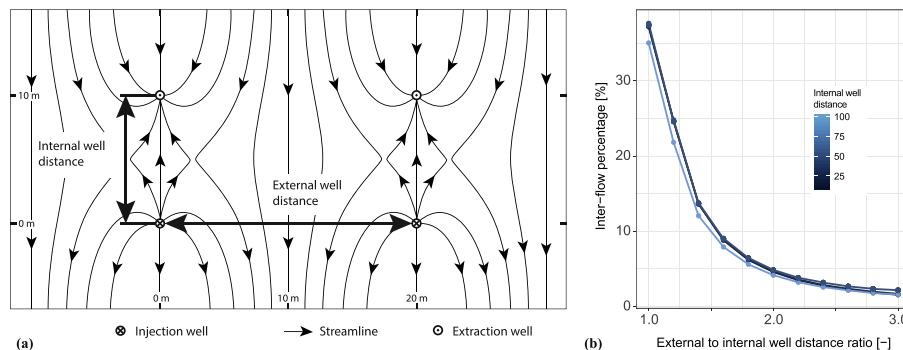 10 m
Internal well
distance
External well
distance
0 m
0 m
10 m
20 m
Injection well
Streamline
Extraction well
(a)
Inter-flow percentage [%]
30
20
10
0
Internal well
distance
100
75
50
25
1.0
2.0
3.0
External to internal well distance ratio [-]
(b)